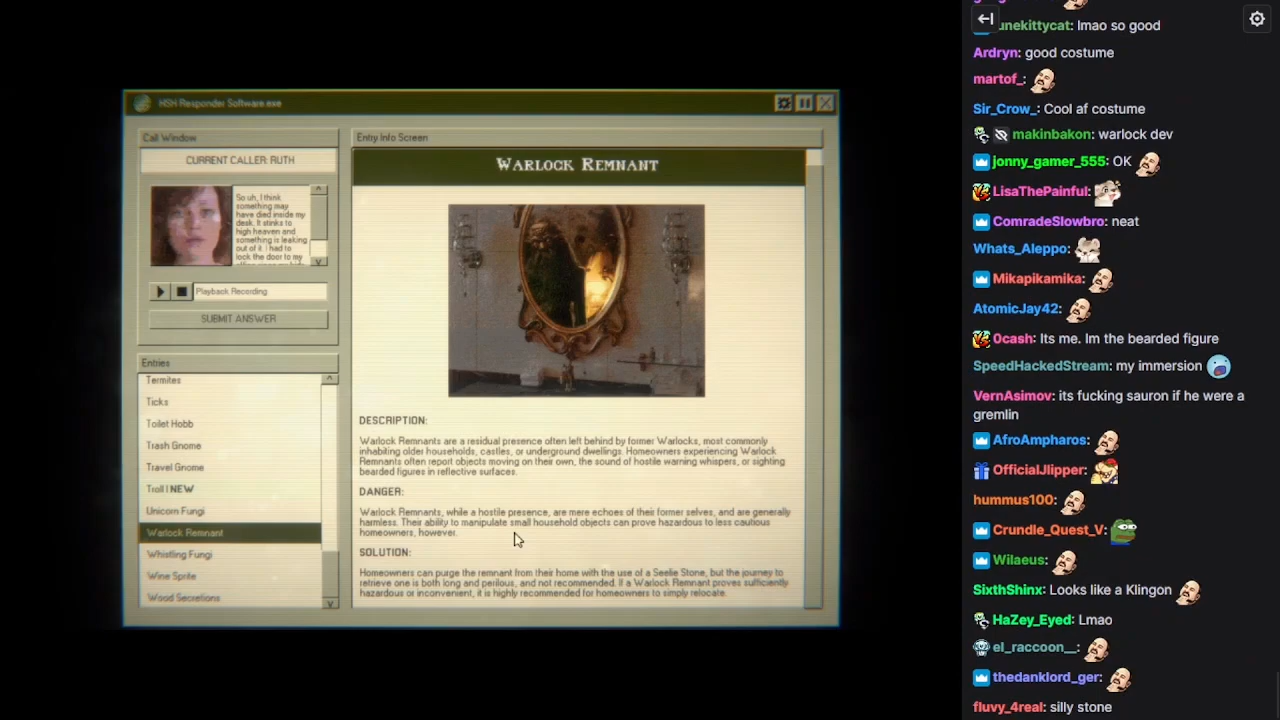 HSH Responder Software.exe
Call Window
CURRENT CALLER: RUTH
So uh, I think
something may
have died inside my
desk. It stinks to
high heaven and
something is leaking
out of it. I had to
lock the door to my
Playback Recording
SUBMIT ANSWER
Entries
Termites
Ticks
Toilet Hobb
Trash Gnome
Travel Gnome
Troll | NEW
Unicorn Fungi
Warlock Remnant
Whistling Fungi
Wine Sprite
Wood Secretions
Entry Info Screen
WARLOCK REMNANT
DESCRIPTION:
Warlock Remnants are a residual presence often left behind by former Warlocks, most commonly
inhabiting older households, castles, or underground dwellings. Homeowners experiencing Warlock
Remnants often report objects moving on their own, the sound of hostile warning whispers, or sighting
bearded figures in reflective surfaces.
DANGER:
Warlock Remnants, while a hostile presence, are mere echoes of their former selves, and are generally
harmless. Their ability to manipulate small household objects can prove hazardous to less cautious
homeowners, however.
SOLUTION:
Homeowners can purge the remnant from their home with the use of a Seelie Stone, but the journey to
retrieve one is both long and perilous, and not recommended. If a Warlock Remnant proves sufficiently
hazardous or inconvenient, it is highly recommended for homeowners to simply relocate.
unekittycat: lmao so good
Ardryn: good costume
martof_:
Sir_Crow_: Cool af costume
makinbakon: warlock dev
jonny_gamer_555: OK
LisaThePainful:
ComradeSlowbro: neat
Whats_Aleppo:
Mikapikamika:
AtomicJay42:
0cash: Its me. Im the bearded figure
SpeedHackedStream: my immersion
VernAsimov: its fucking sauron if he were a
gremlin
AfroAmpharos:
OfficialJlipper:
hummus100:
Crundle_Quest_V:
Wilaeus:
SixthShinx: Looks like a Klingon
HaZey_Eyed: Lmao
el_raccoon__:
thedanklord_ger:
fluvy_4real: silly stone